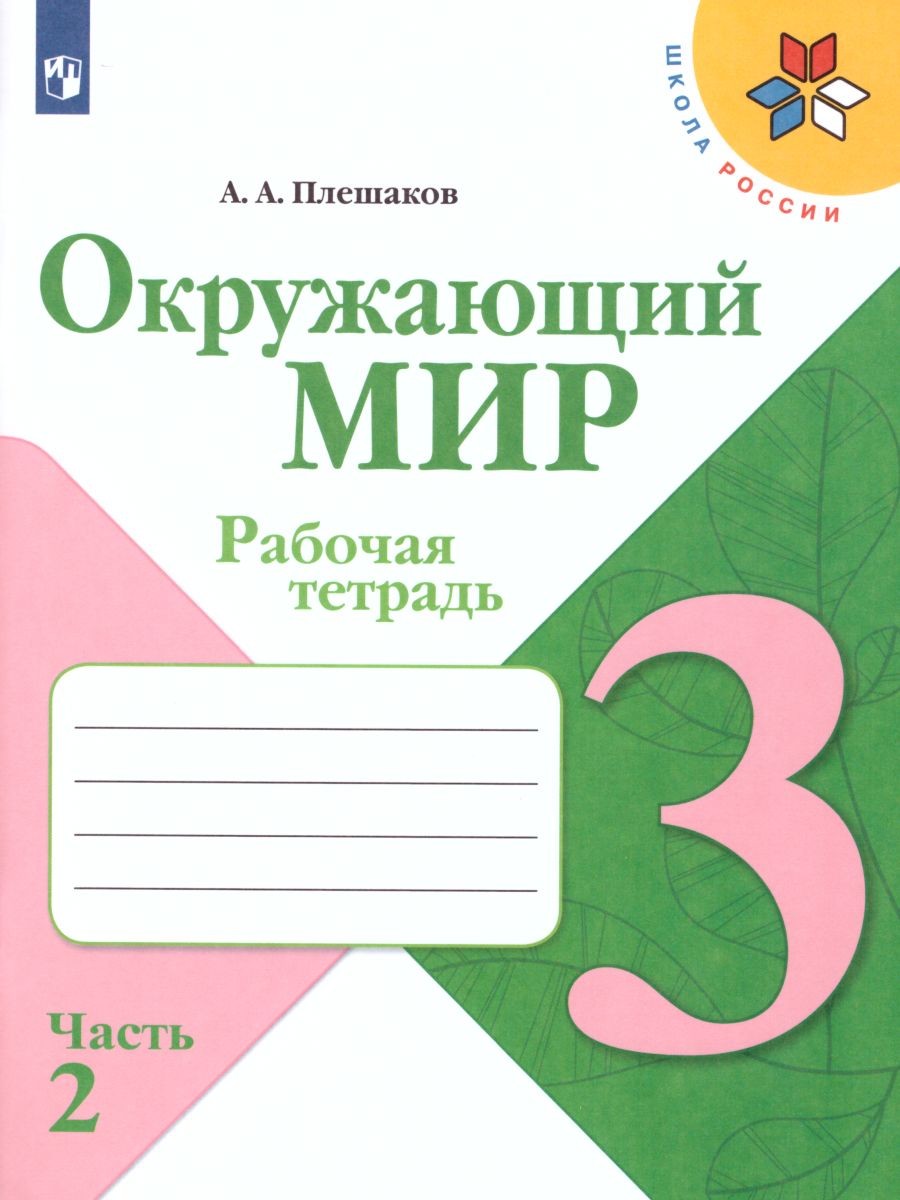 ШКОЛА РОССИИ
А. А. Плешаков
Окружающий
МИР
Рабочая
тетрадь
3
Часть
2